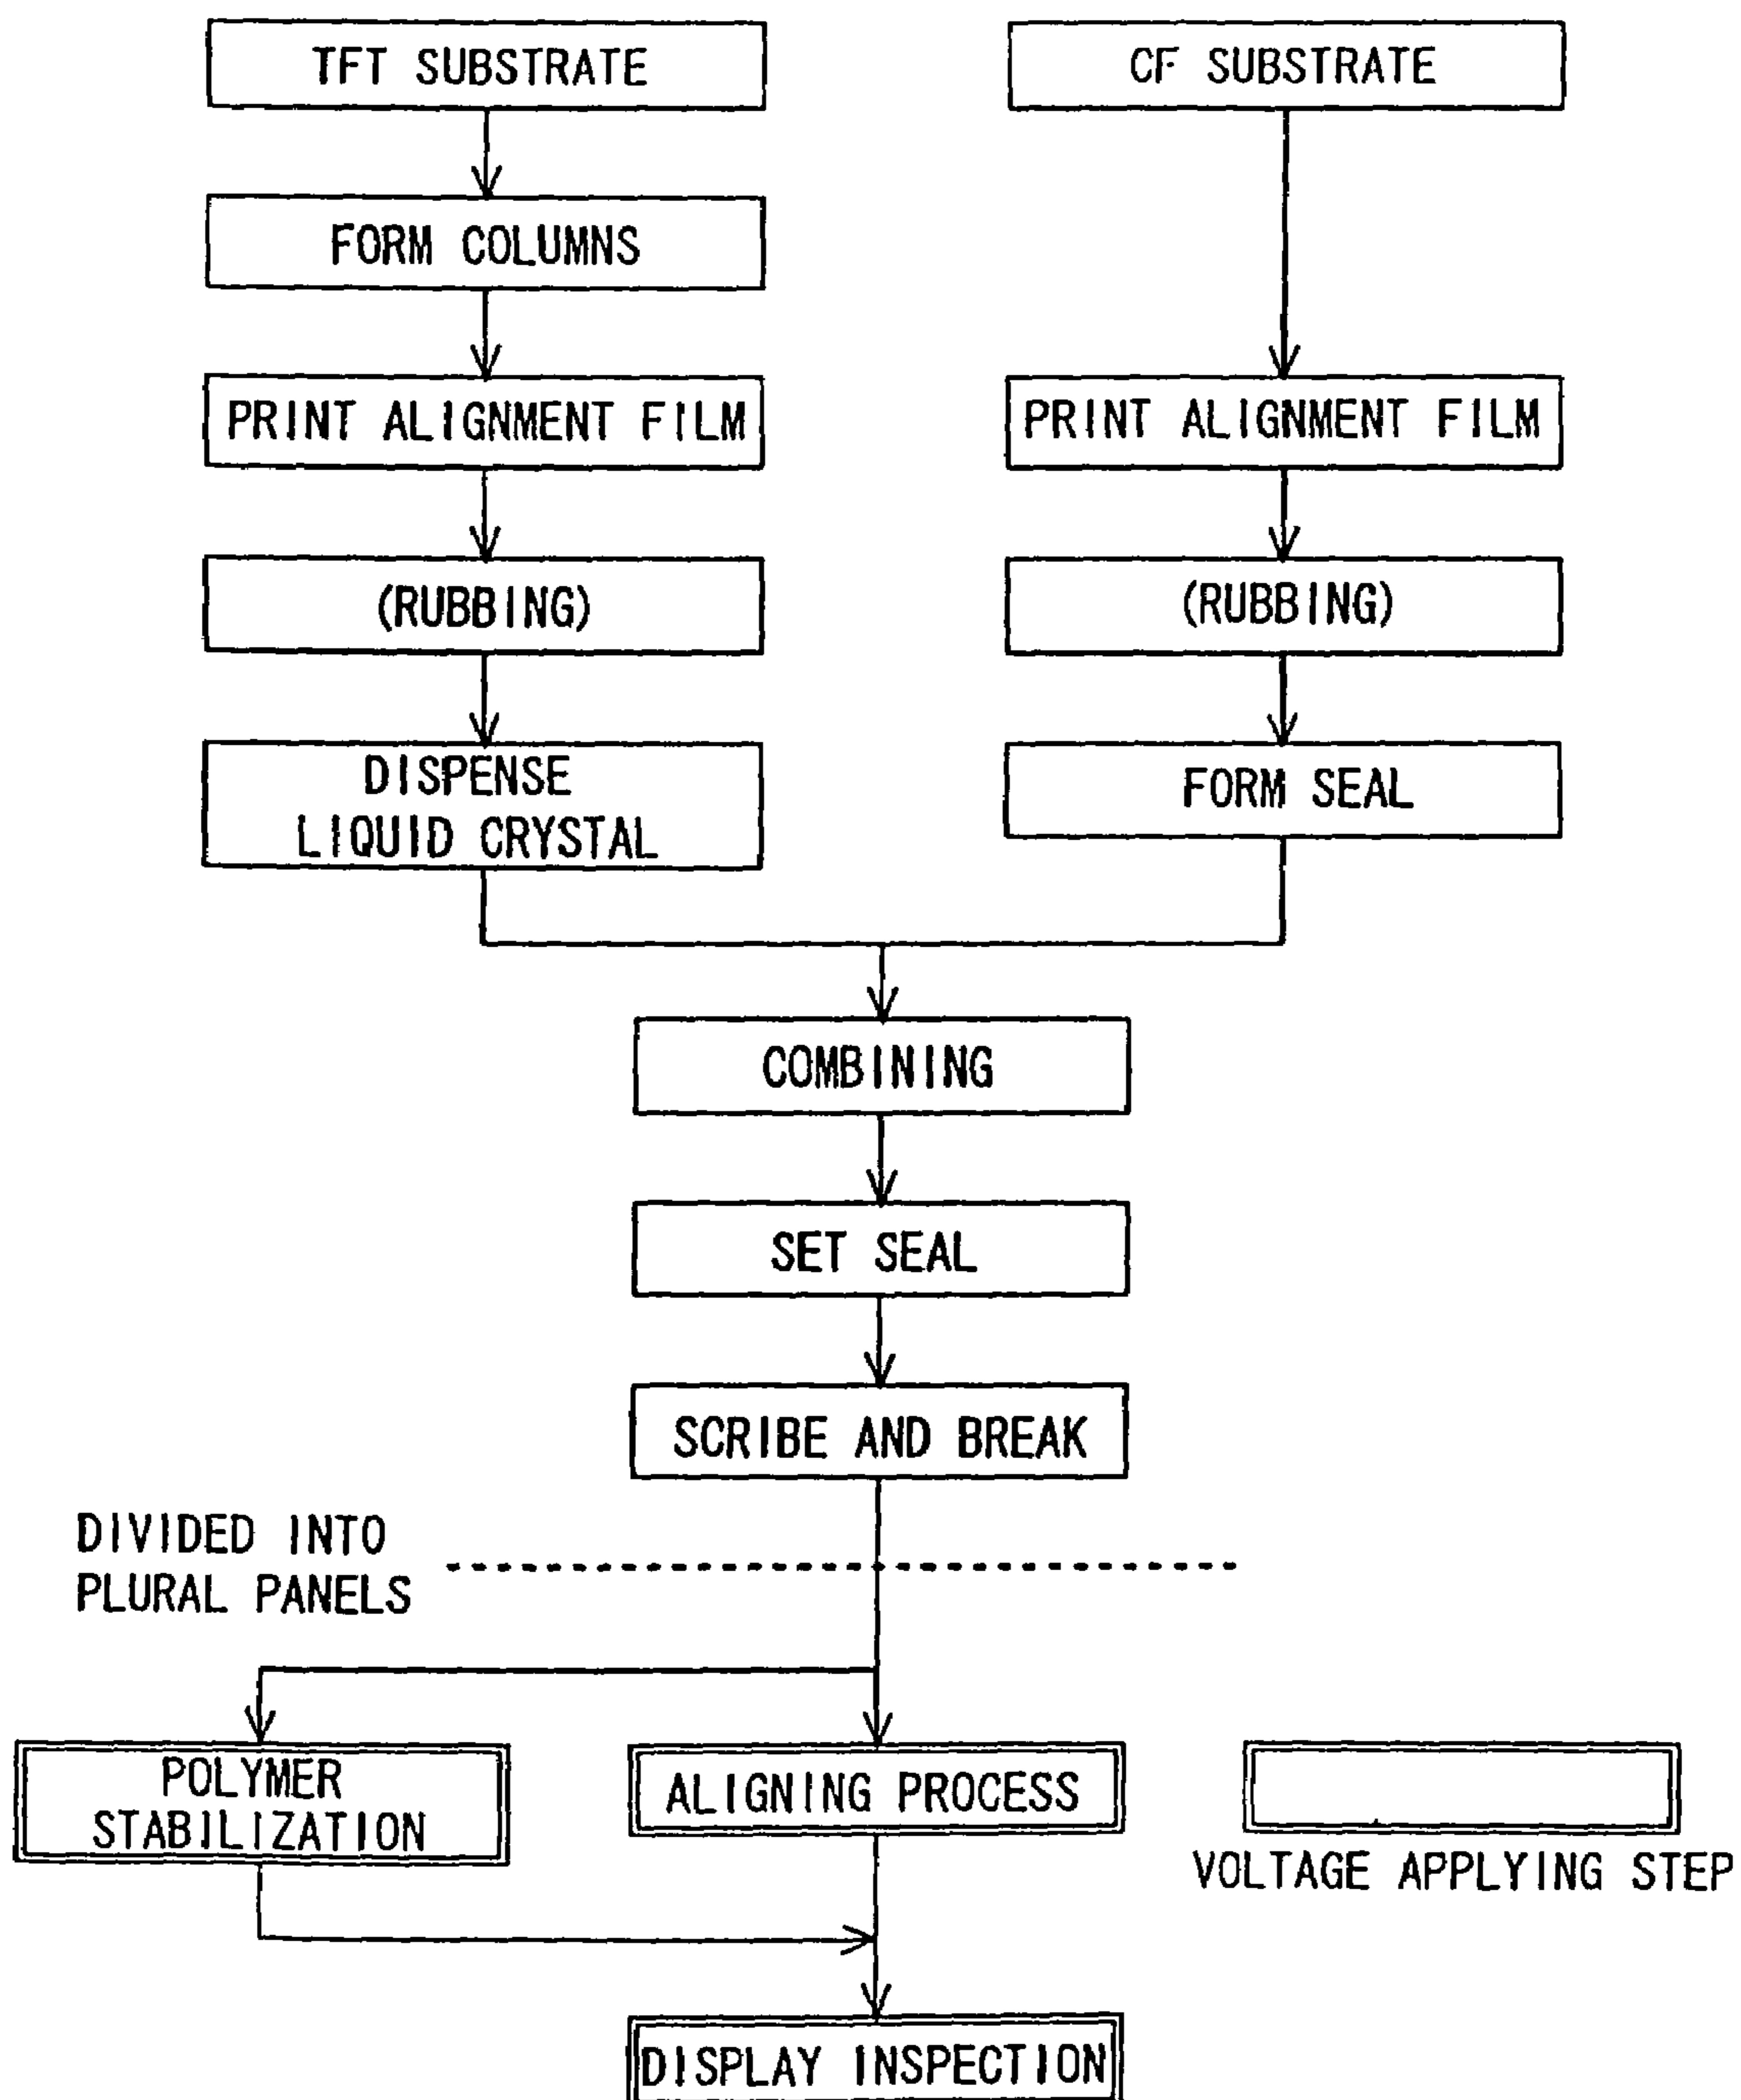 TFT SUBSTRATE
CF SUBSTRATE
FORM COLUMNS
PRINT ALIGNMENT FILM
PRINT ALIGNMENT FILM
(RUBBING)
(RUBBING)
DISPENSE
LIQUID CRYSTAL
FORM SEAL
COMBINING
SET SEAL
SCRIBE AND BREAK
DIVIDED INTO
PLURAL PANELS
POLYMER
STABILIZATION
ALIGNING PROCESS
VOLTAGE APPLYING STEP
DISPLAY INSPECTION